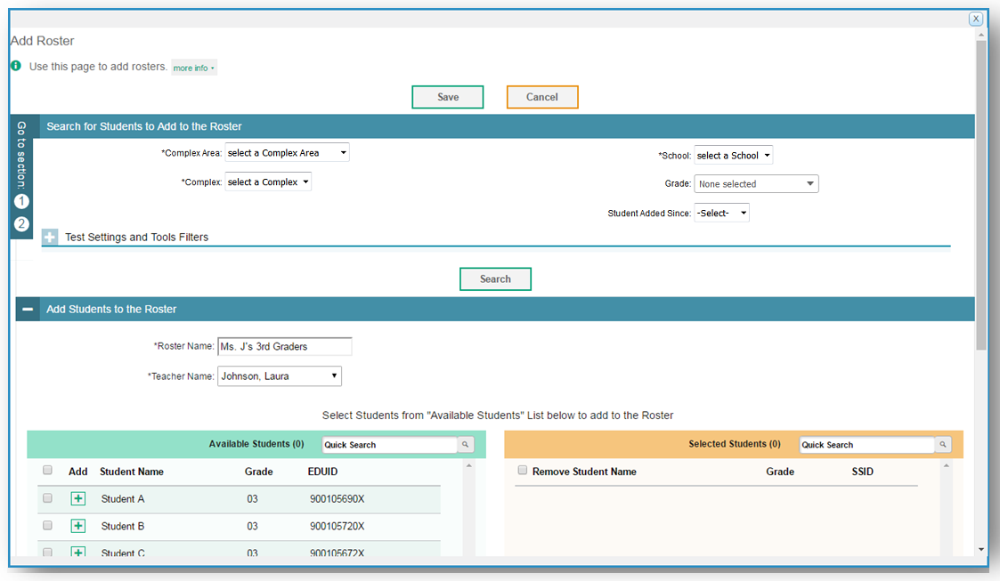 X
Add Roster
i Use this page to add rosters. more info
Save Cancel
Go to section:
1
2
Search for Students to Add to the Roster
*Complex Area: select a Complex Area
*School: select a School
*Complex: select a Complex
Grade: None selected
Student Added Since: -Select-
+ Test Settings and Tools Filters
Search
Add Students to the Roster
*Roster Name: Ms. J's 3rd Graders
*Teacher Name: Johnson, Laura
Select Students from "Available Students" List below to add to the Roster
Available Students (0) Quick Search
Add Student Name Grade EDUID
+ Student A 03 900105690X
+ Student B 03 900105720X
+ Student C 03 900105672X
Selected Students (0) Quick Search
Remove Student Name Grade SSID